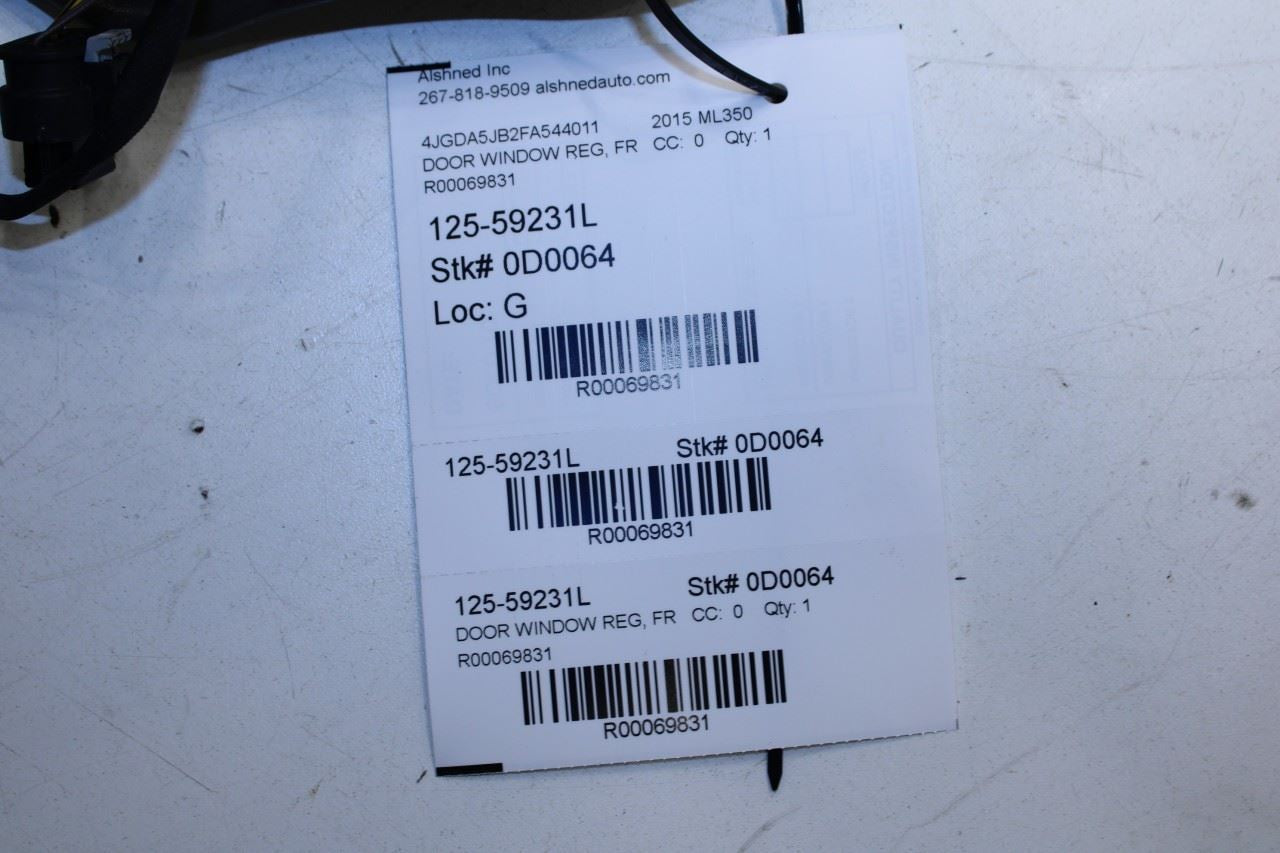 Alshned Inc
267-818-9509 alshnedauto.com
4JGDA5JB2FA544011 2015 ML350
DOOR WINDOW REG, FR CC: 0 Qty: 1
R00069831
125-59231L
Stk# 0D0064
Loc: G
R00069831
125-59231L Stk# 0D0064
R00069831
125-59231L Stk# 0D0064
DOOR WINDOW REG, FR CC: 0 Qty: 1
R00069831
R00069831